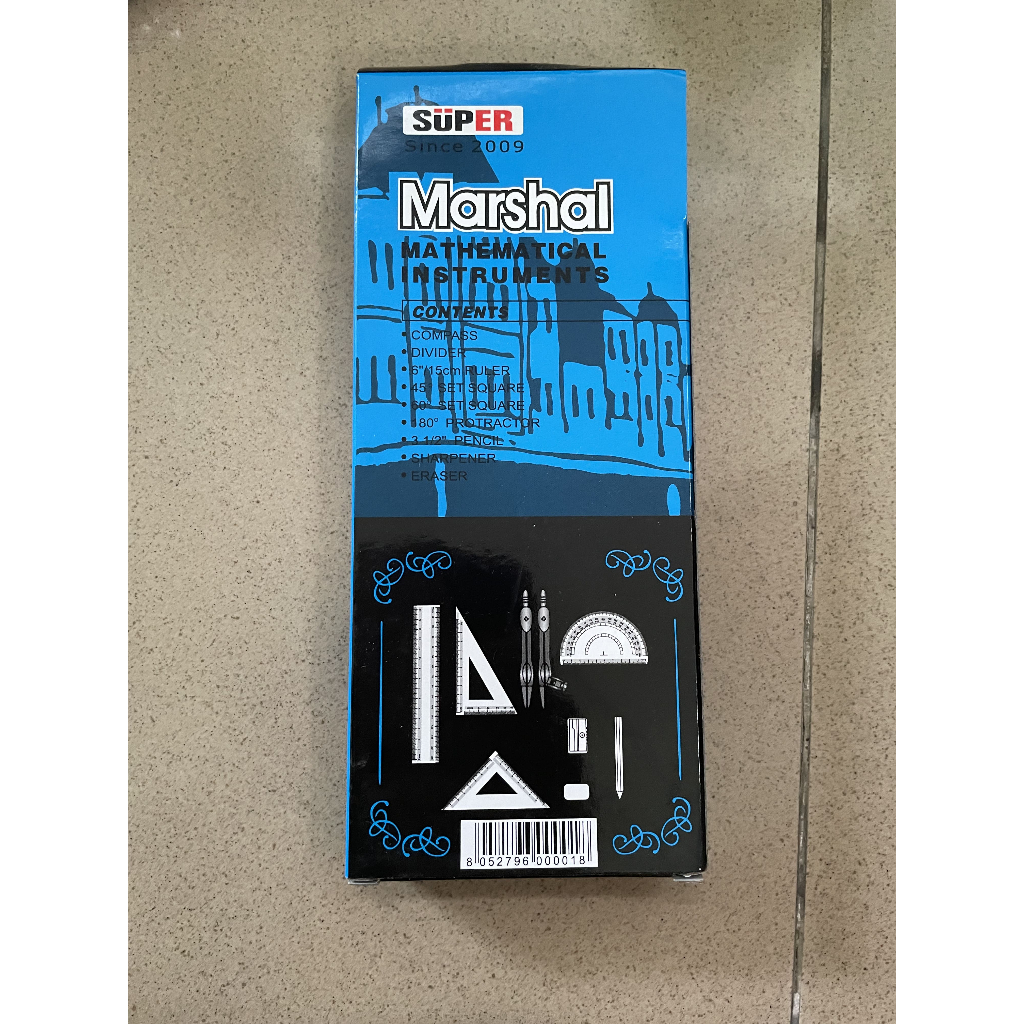 SÜPER
Since 2009
Marshal
MATHEMATICAL
INSTRUMENTS
CONTENTS
• COMPASS
• DIVIDER
• 6"/15cm RULER
• 45° SET SQUARE
• 60° SET SQUARE
• 180° PROTRACTOR
• 3 1/2" PENCIL
• SHARPENER
• ERASER
8 052796 000018